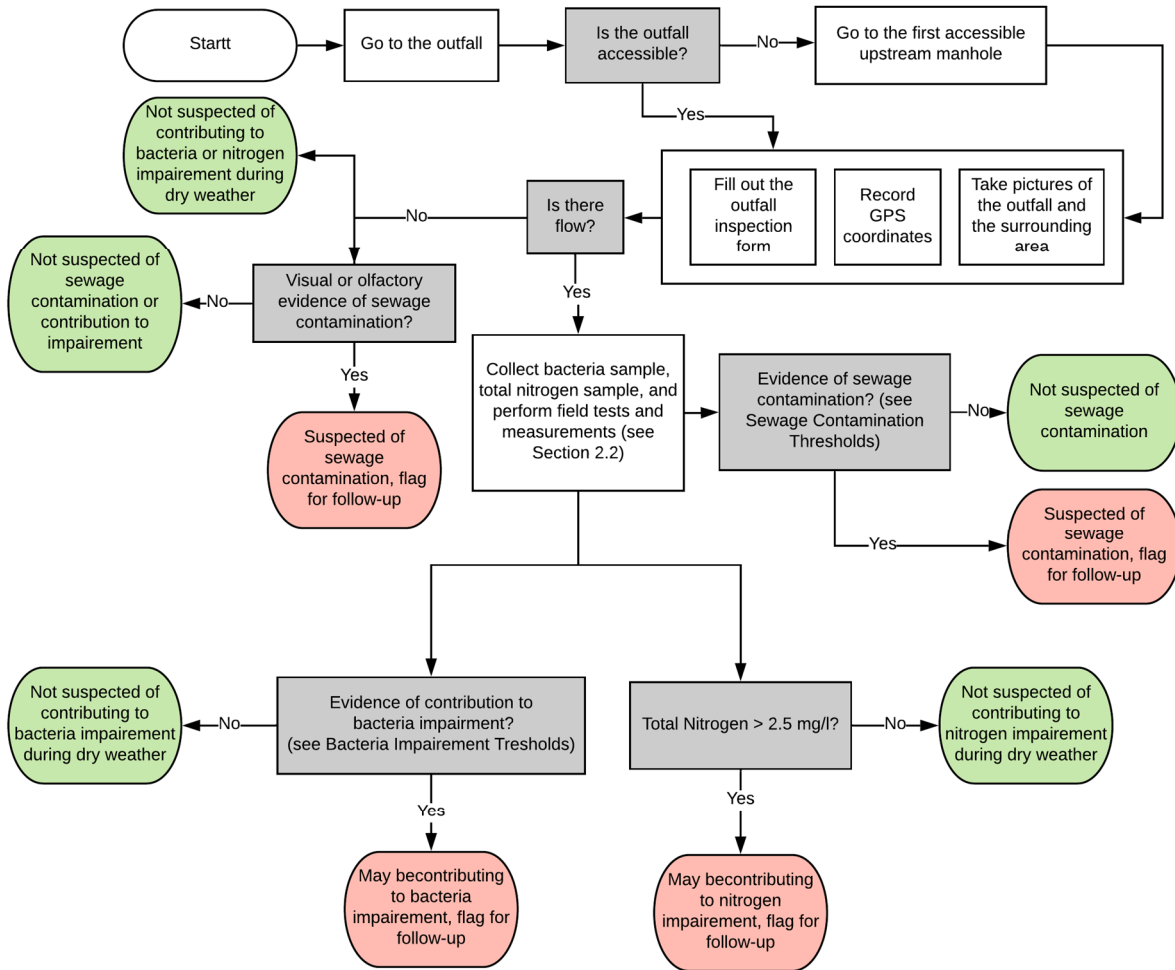 Startt
Go to the outfall
Is the outfall
accessible?
No
Go to the first accessible
upstream manhole
Yes
Not suspected of
contributing to
bacteria or nitrogen
impairement during
dry weather
Fill out the
outfall
inspection
form
Record
GPS
coordinates
Take pictures of
the outfall and
the surrounding
area
Is there
flow?
No
Yes
Not suspected of
sewage
contamination or
contribution to
impairement
No
Visual or olfactory
evidence of sewage
contamination?
Yes
Suspected of
sewage
contamination, flag
for follow-up
Collect bacteria sample,
total nitrogen sample, and
perform field tests and
measurements (see
Section 2.2)
Evidence of sewage
contamination? (see
Sewage Contamination
Thresholds)
No
Not suspected of
sewage
contamination
Yes
Suspected of
sewage
contamination, flag
for follow-up
Not suspected of
contributing to
bacteria impairement
during dry weather
No
Evidence of contribution to
bacteria impairment?
(see Bacteria Impairement Tresholds)
Yes
May becontributing
to bacteria
impairement, flag for
follow-up
Total Nitrogen > 2.5 mg/l?
No
Not suspected of
contributing to
nitrogen impairement
during dry weather
Yes
May becontributing
to nitrogen
impairement, flag for
follow-up